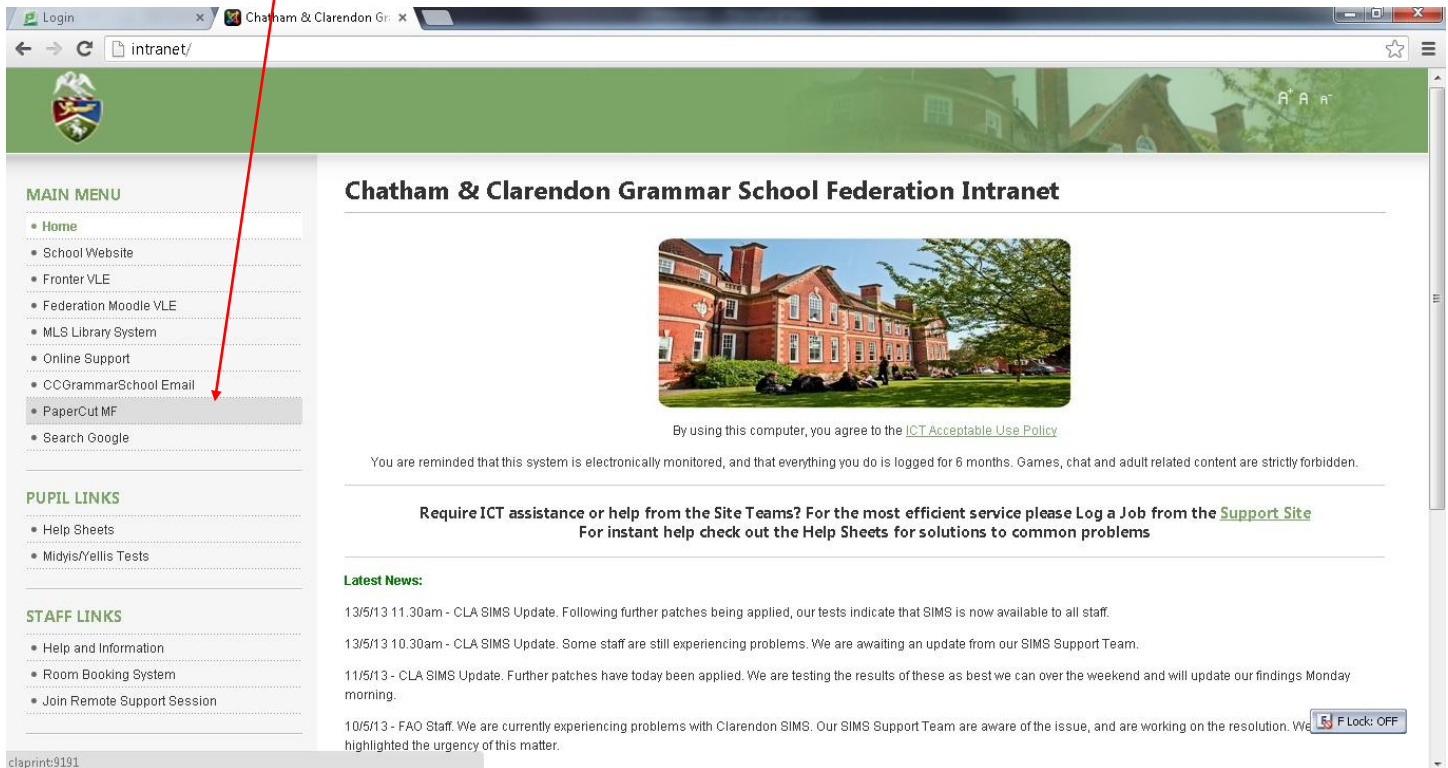 Login
Chatham & Clarendon Gr
intranet/
A+ A A-
MAIN MENU
Home
School Website
Fronter VLE
Federation Moodle VLE
MLS Library System
Online Support
CCGrammarSchool Email
PaperCut MF
Search Google
PUPIL LINKS
Help Sheets
Midyis/Yellis Tests
STAFF LINKS
Help and Information
Room Booking System
Join Remote Support Session
claprint:9191
Chatham & Clarendon Grammar School Federation Intranet
By using this computer, you agree to the ICT Acceptable Use Policy
You are reminded that this system is electronically monitored, and that everything you do is logged for 6 months. Games, chat and adult related content are strictly forbidden.
Require ICT assistance or help from the Site Teams? For the most efficient service please Log a Job from the Support Site
For instant help check out the Help Sheets for solutions to common problems
Latest News:
13/5/13 11.30am - CLA SIMS Update. Following further patches being applied, our tests indicate that SIMS is now available to all staff.
13/5/13 10.30am - CLA SIMS Update. Some staff are still experiencing problems. We are awaiting an update from our SIMS Support Team.
11/5/13 - CLA SIMS Update. Further patches have today been applied. We are testing the results of these as best we can over the weekend and will update our findings Monday
morning.
10/5/13 - FAO Staff. We are currently experiencing problems with Clarendon SIMS. Our SIMS Support Team are aware of the issue, and are working on the resolution. We
highlighted the urgency of this matter.
F Lock: OFF